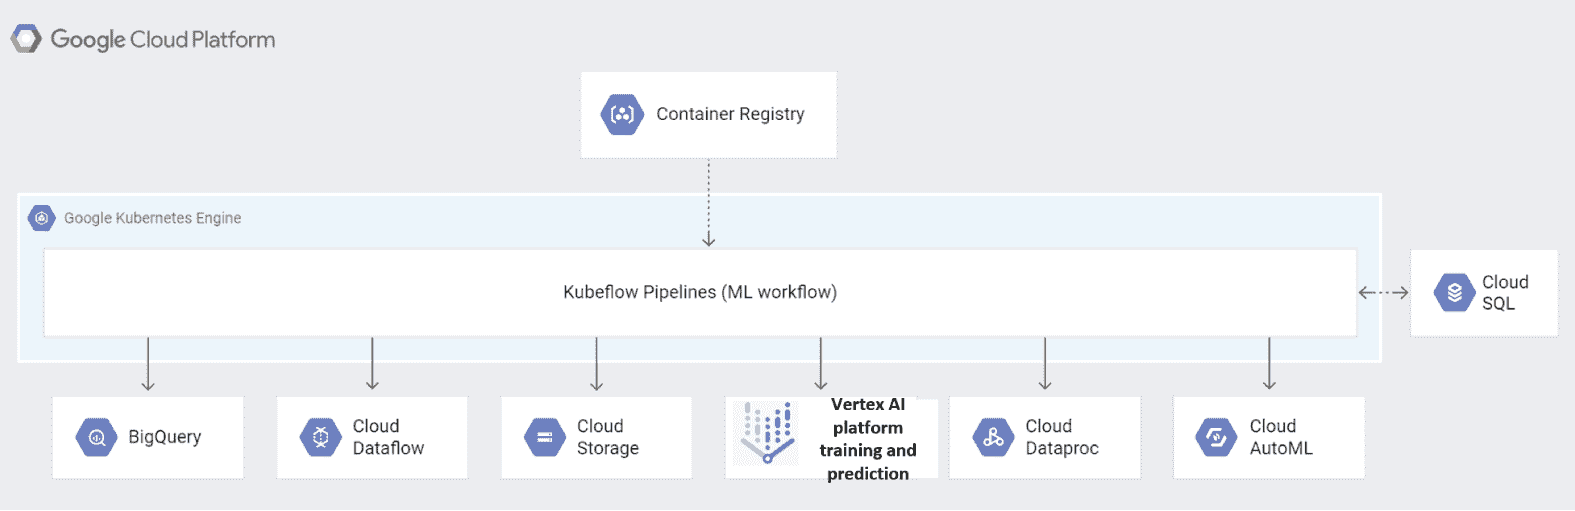 Google Cloud Platform
Container Registry
Google Kubernetes Engine
Kubeflow Pipelines (ML workflow)
Cloud
SQL
BigQuery
Cloud
Dataflow
Cloud
Storage
Vertex AI
platform
training and
prediction
Cloud
Dataproc
Cloud
AutoML